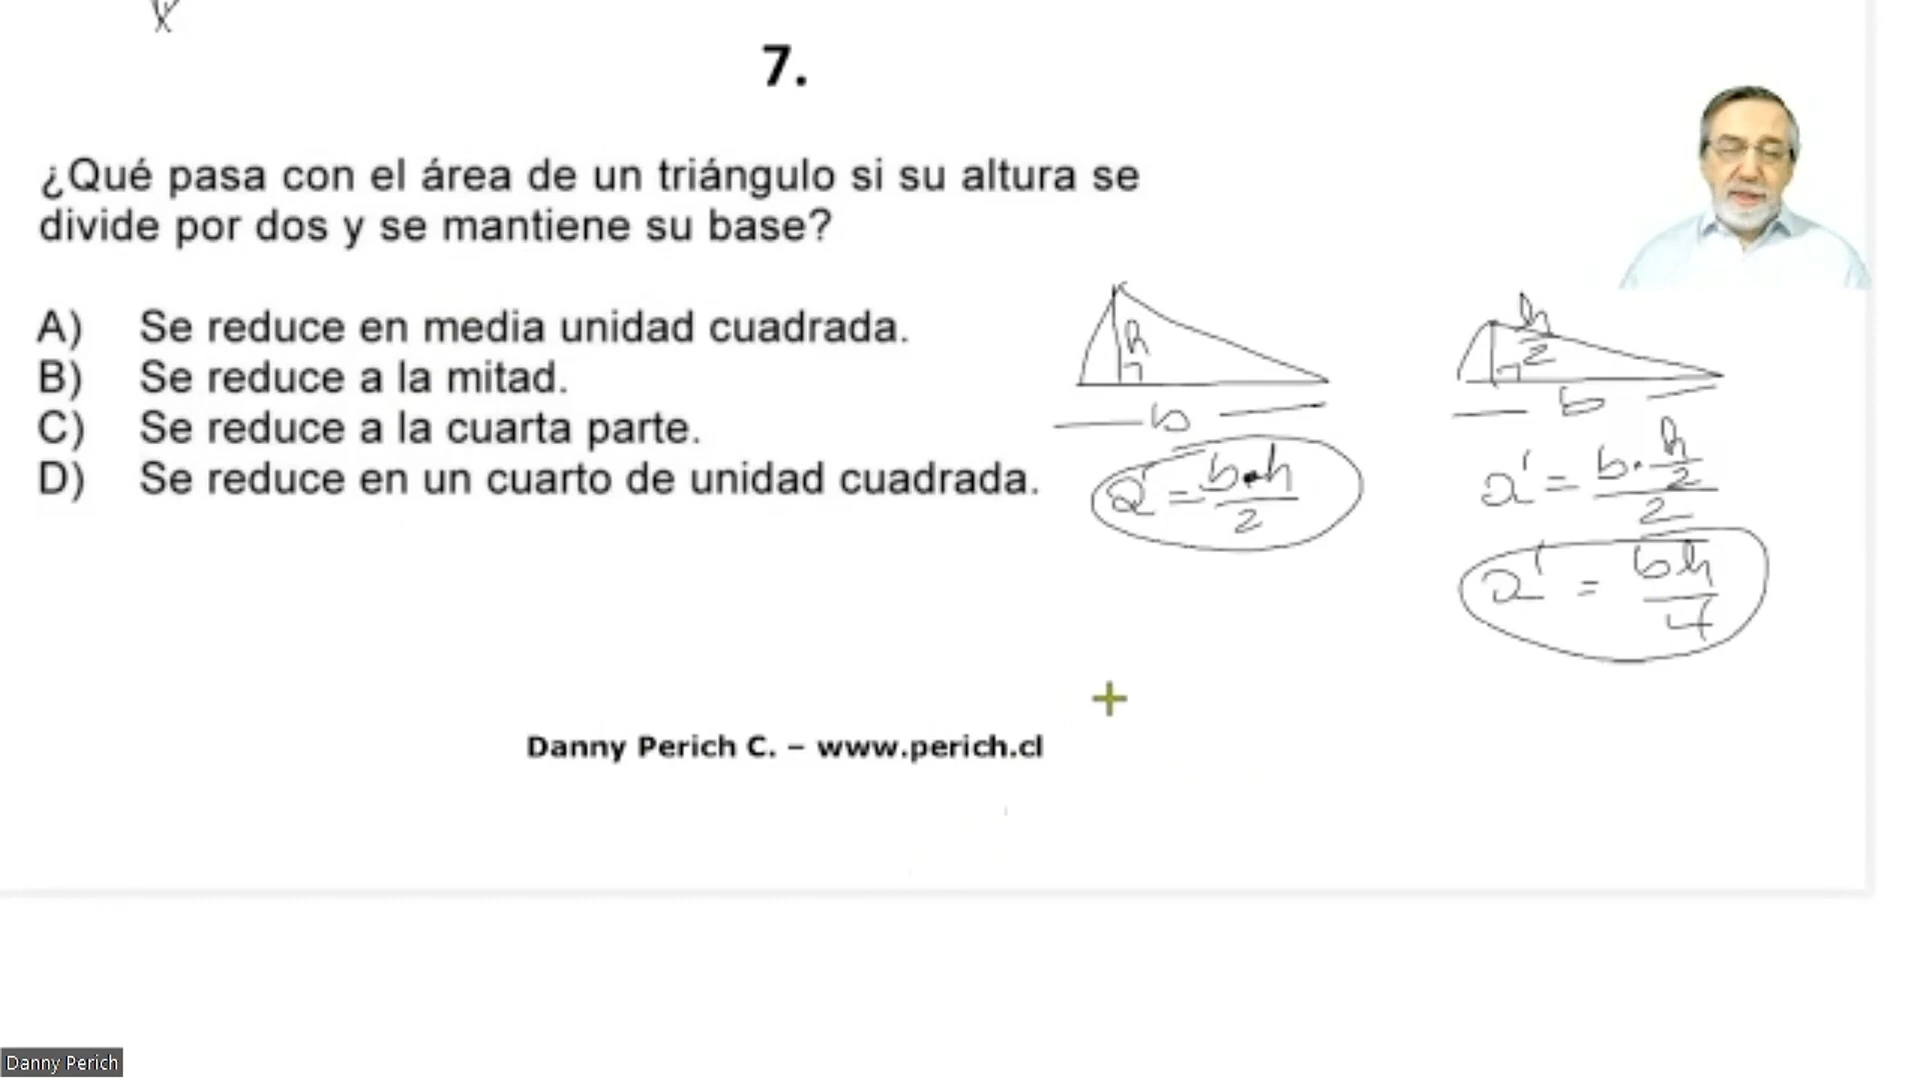 7.
¿Qué pasa con el área de un triángulo si su altura se
divide por dos y se mantiene su base?
A) Se reduce en media unidad cuadrada.
B) Se reduce a la mitad.
C) Se reduce a la cuarta parte.
D) Se reduce en un cuarto de unidad cuadrada.
h
b
a = b·h/2
h/2
b
a' = b·h/2/2
a' = bh/4
Danny Perich C. – www.perich.cl
Danny Perich